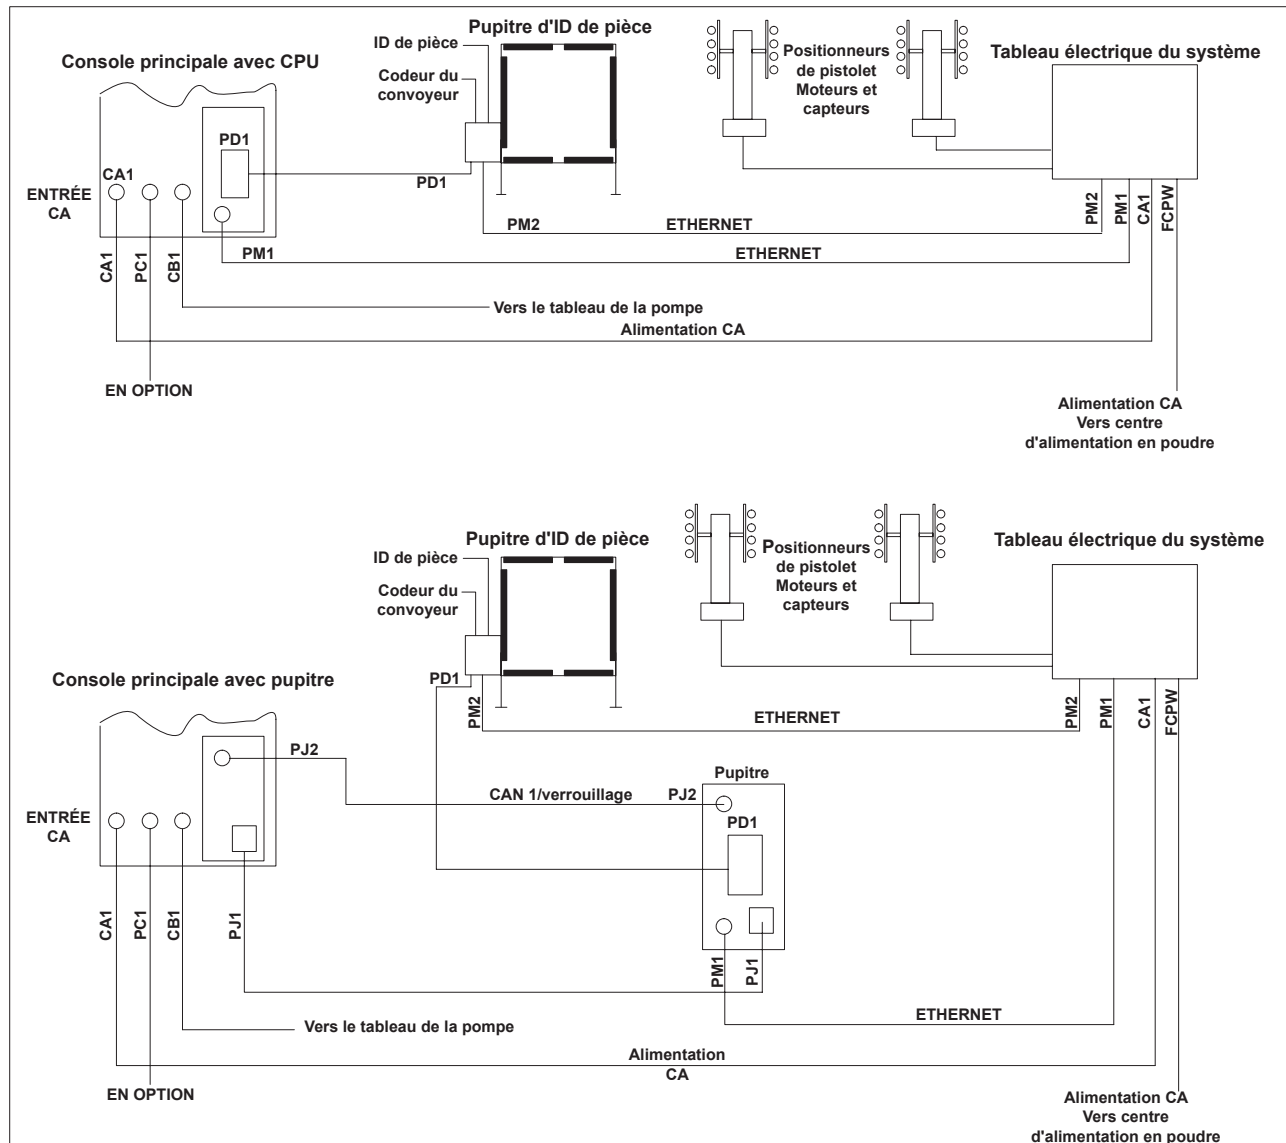 Pupitre d'ID de pièce
ID de pièce
Console principale avec CPU
Codeur du
convoyeur
Positionneurs
de pistolet
Moteurs et
capteurs
Tableau électrique du système
PD1
CA1
ENTRÉE
CA
PD1
PM2
ETHERNET
PM1
ETHERNET
CA1
PC1
CB1
PM2
PM1
CA1
FCPW
Vers le tableau de la pompe
Alimentation CA
EN OPTION
Alimentation CA
Vers centre
d'alimentation en poudre
Pupitre d'ID de pièce
ID de pièce
Codeur du
convoyeur
Positionneurs
de pistolet
Moteurs et
capteurs
Tableau électrique du système
Console principale avec pupitre
PD1
PM2
ETHERNET
PM2
PM1
CA1
FCPW
PJ2
Pupitre
CAN 1/verrouillage
PJ2
PD1
ENTRÉE
CA
CA1
PC1
CB1
PJ1
PM1
PJ1
ETHERNET
Vers le tableau de la pompe
Alimentation
CA
EN OPTION
Alimentation CA
Vers centre
d'alimentation en poudre